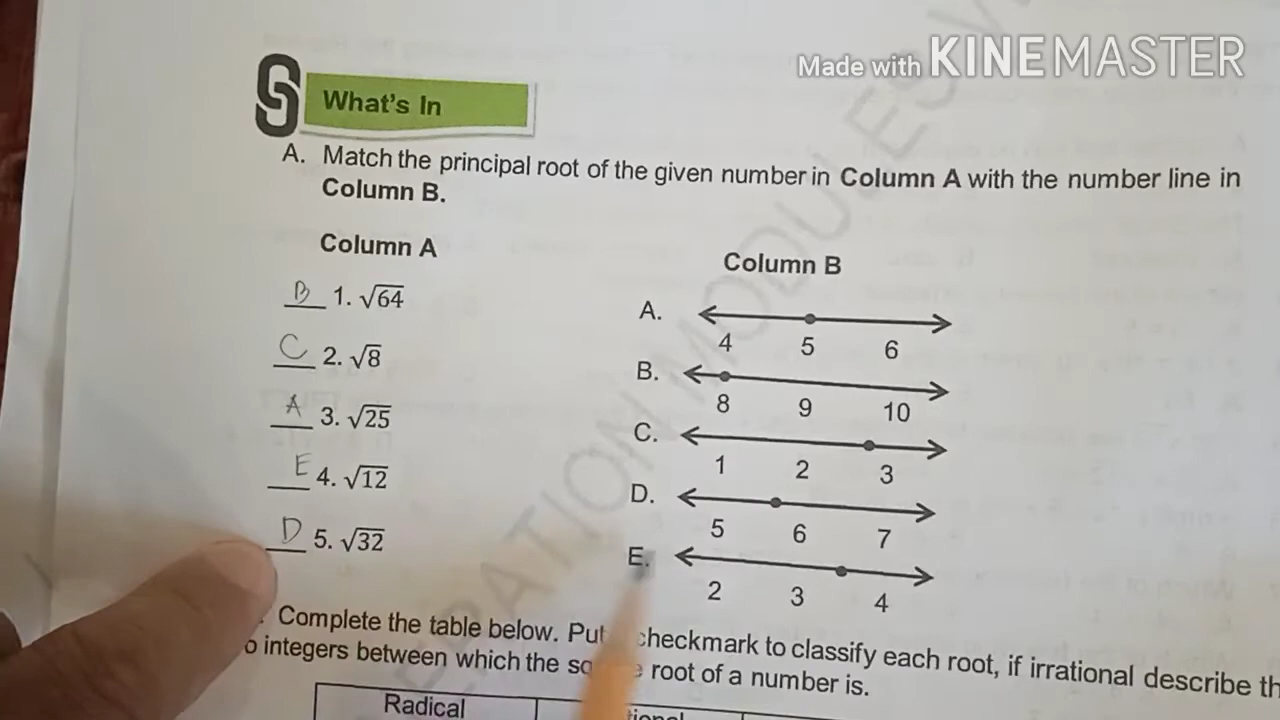 Made with KINEMASTER
What's In
A. Match the principal root of the given number in Column A with the number line in
Column B.
Column A
Column B
B 1. √64
C 2. √8
A 3. √25
E 4. √12
D 5. √32
A.
4 5 6
B.
8 9 10
C.
1 2 3
D.
5 6 7
E.
2 3 4
Complete the table below. Put checkmark to classify each root, if irrational describe th
integers between which the root of a number is.
Radical